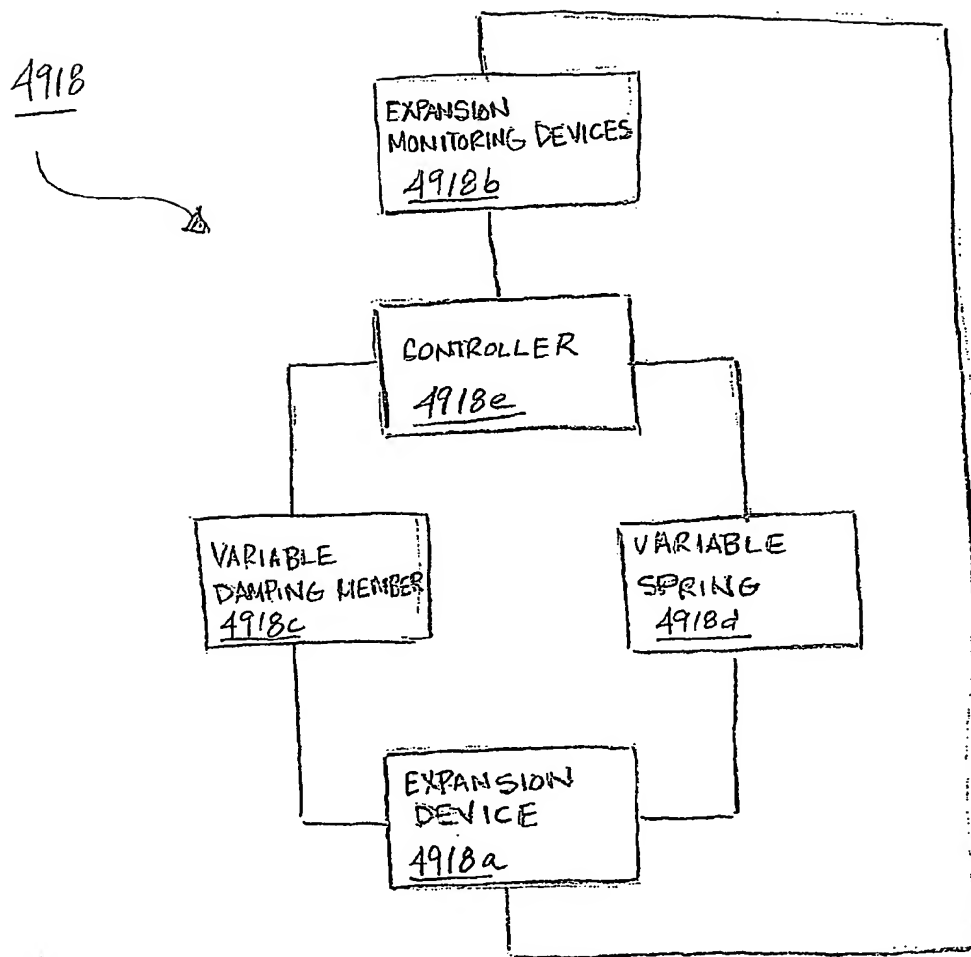 4918
EXPANSION
MONITORING DEVICES
4918b
CONTROLLER
4918e
VARIABLE
DAMPING MEMBER
4918c
VARIABLE
SPRING
4918d
EXPANSION
DEVICE
4918a